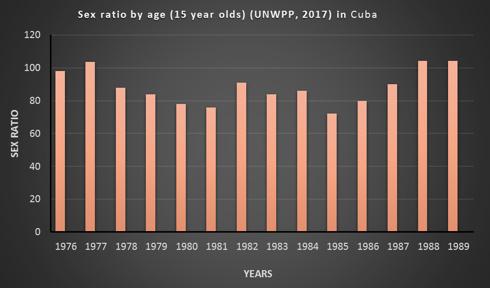 Sex ratio by age (15 year olds) (UNWPP, 2017) in Cuba
120
100
80
60
40
20
0
SEX RATIO
1976 1977 1978 1979 1980 1981 1982 1983 1984 1985 1986 1987 1988 1989
YEARS